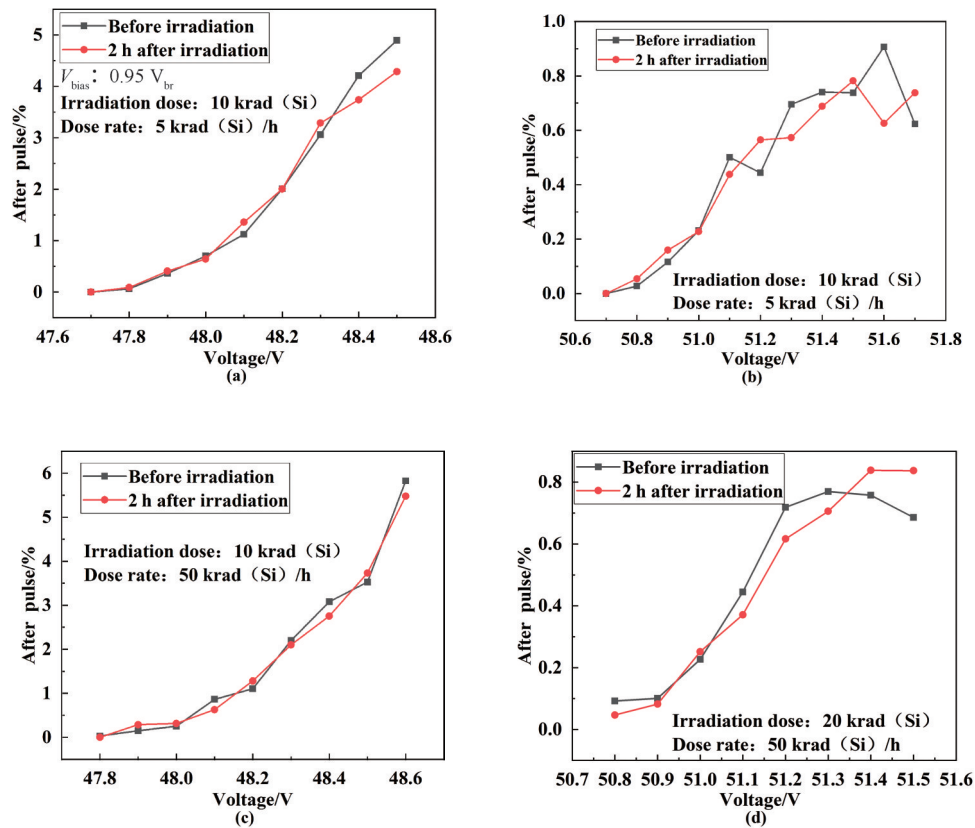 Before irradiation
2 h after irradiation
V_bias： 0.95 V_br
Irradiation dose：10 krad（Si）
Dose rate：5 krad（Si）/h
After pulse/%
5
4
3
2
1
0
47.6 47.8 48.0 48.2 48.4 48.6
Voltage/V
(a)
Before irradiation
2 h after irradiation
Irradiation dose：10 krad（Si）
Dose rate：5 krad（Si）/h
After pulse/%
1.0
0.8
0.6
0.4
0.2
0.0
50.6 50.8 51.0 51.2 51.4 51.6 51.8
Voltage/V
(b)
Before irradiation
2 h after irradiation
Irradiation dose：10 krad（Si）
Dose rate：50 krad（Si）/h
After pulse/%
6
5
4
3
2
1
0
47.8 48.0 48.2 48.4 48.6
Voltage/V
(c)
Before irradiation
2 h after irradiation
Irradiation dose：20 krad（Si）
Dose rate：50 krad（Si）/h
After pulse/%
0.8
0.6
0.4
0.2
0.0
50.7 50.8 50.9 51.0 51.1 51.2 51.3 51.4 51.5 51.6
Voltage/V
(d)